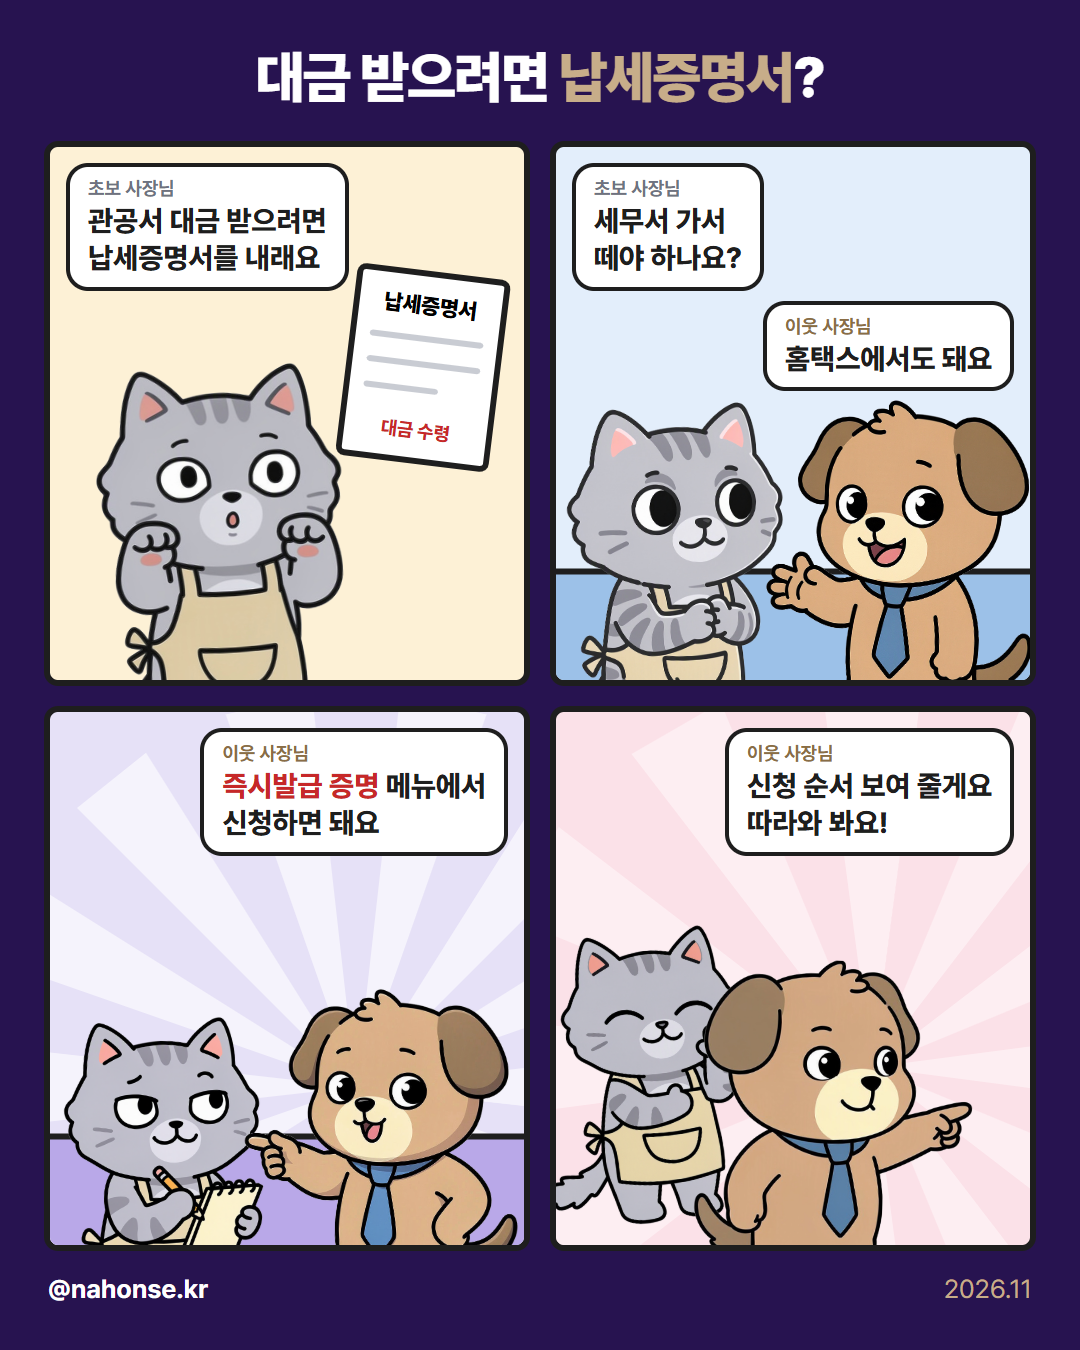 대금 받으려면 납세증명서?
초보 사장님
관공서 대금 받으려면
납세증명서를 내래요
납세증명서
대금 수령
초보 사장님
세무서 가서
떼야 하나요?
이웃 사장님
홈택스에서도 돼요
이웃 사장님
즉시발급 증명 메뉴에서
신청하면 돼요
이웃 사장님
신청 순서 보여 줄게요
따라와 봐요!
@nahonse.kr
2026.11